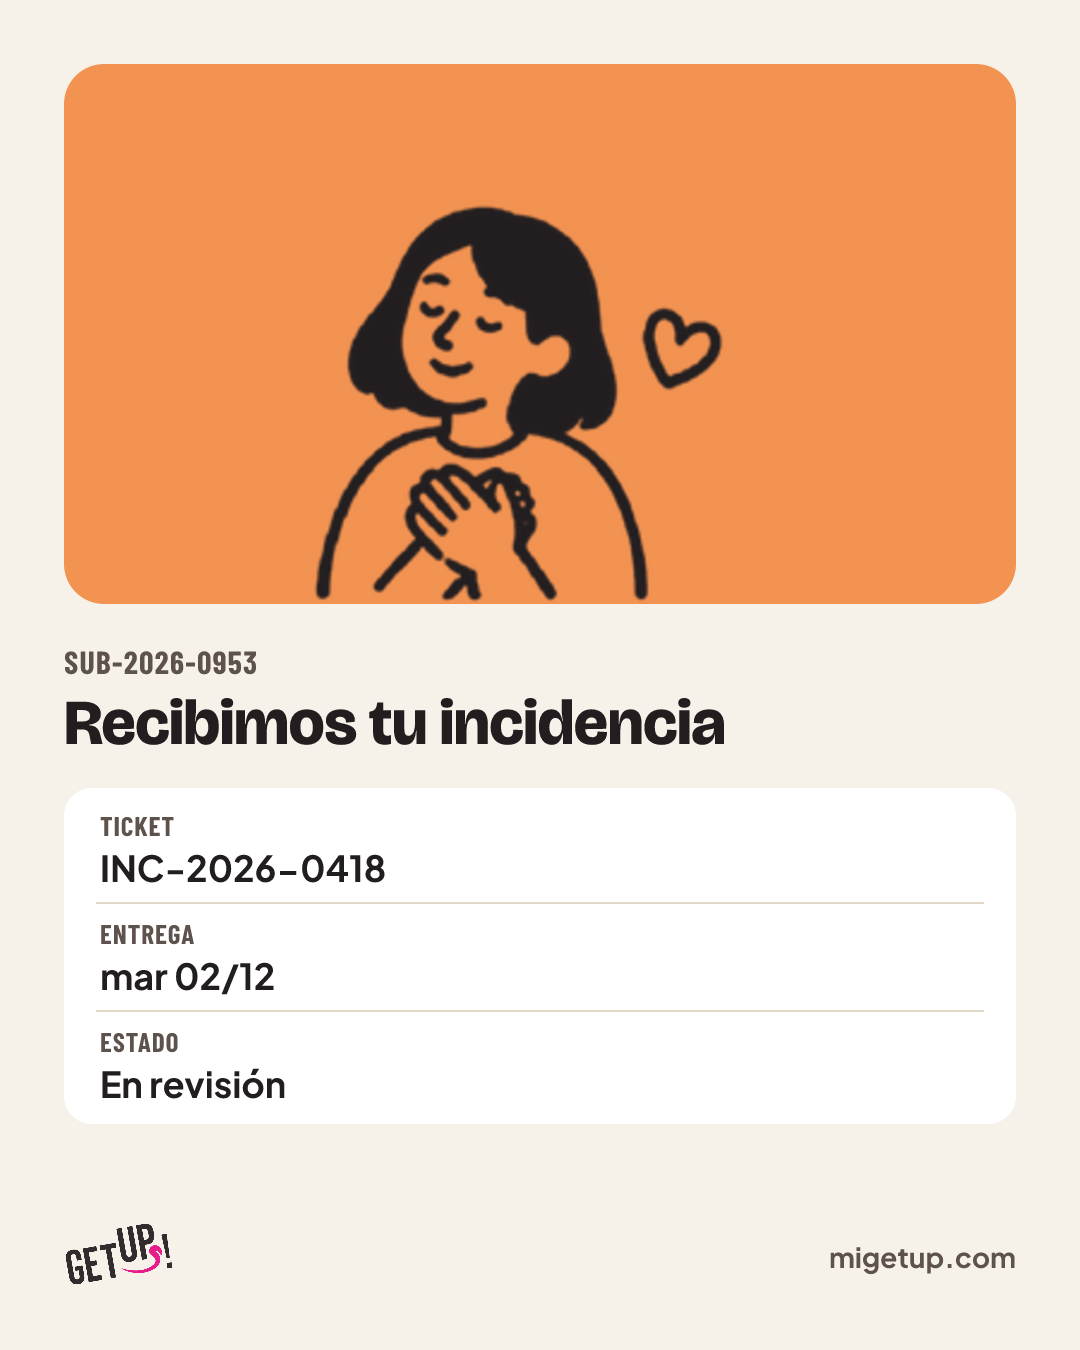 SUB-2026-0953
Recibimos tu incidencia
TICKET
INC-2026-0418
ENTREGA
mar 02/12
ESTADO
En revisión
GETUP!
migetup.com